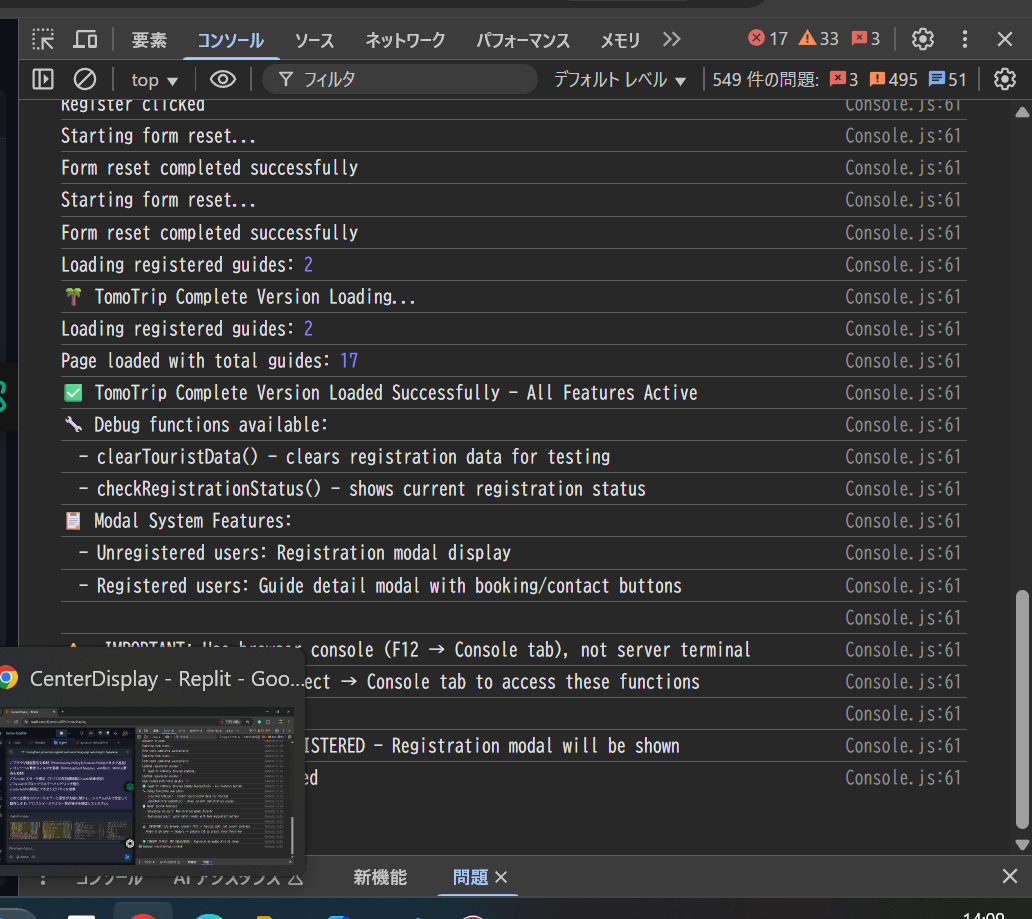 要素 コンソール ソース ネットワーク パフォーマンス メモリ 17 33 3
top フィルタ デフォルト レベル 549 件の問題: 3 495 51
Register clicked Console.js:61
Starting form reset... Console.js:61
Form reset completed successfully Console.js:61
Starting form reset... Console.js:61
Form reset completed successfully Console.js:61
Loading registered guides: 2 Console.js:61
🌴 TomoTrip Complete Version Loading... Console.js:61
Loading registered guides: 2 Console.js:61
Page loaded with total guides: 17 Console.js:61
✅ TomoTrip Complete Version Loaded Successfully - All Features Active Console.js:61
🔧 Debug functions available: Console.js:61
- clearTouristData() - clears registration data for testing Console.js:61
- checkRegistrationStatus() - shows current registration status Console.js:61
📋 Modal System Features: Console.js:61
- Unregistered users: Registration modal display Console.js:61
- Registered users: Guide detail modal with booking/contact buttons Console.js:61
Console.js:61
IMPORTANT: Use browser console (F12 → Console tab), not server terminal Console.js:61
CenterDisplay - Replit - Goo...
ect → Console tab to access these functions Console.js:61
Console.js:61
ISTERED - Registration modal will be shown Console.js:61
ed Console.js:61
コンソール AI アシスタンス 新機能 問題
14:09